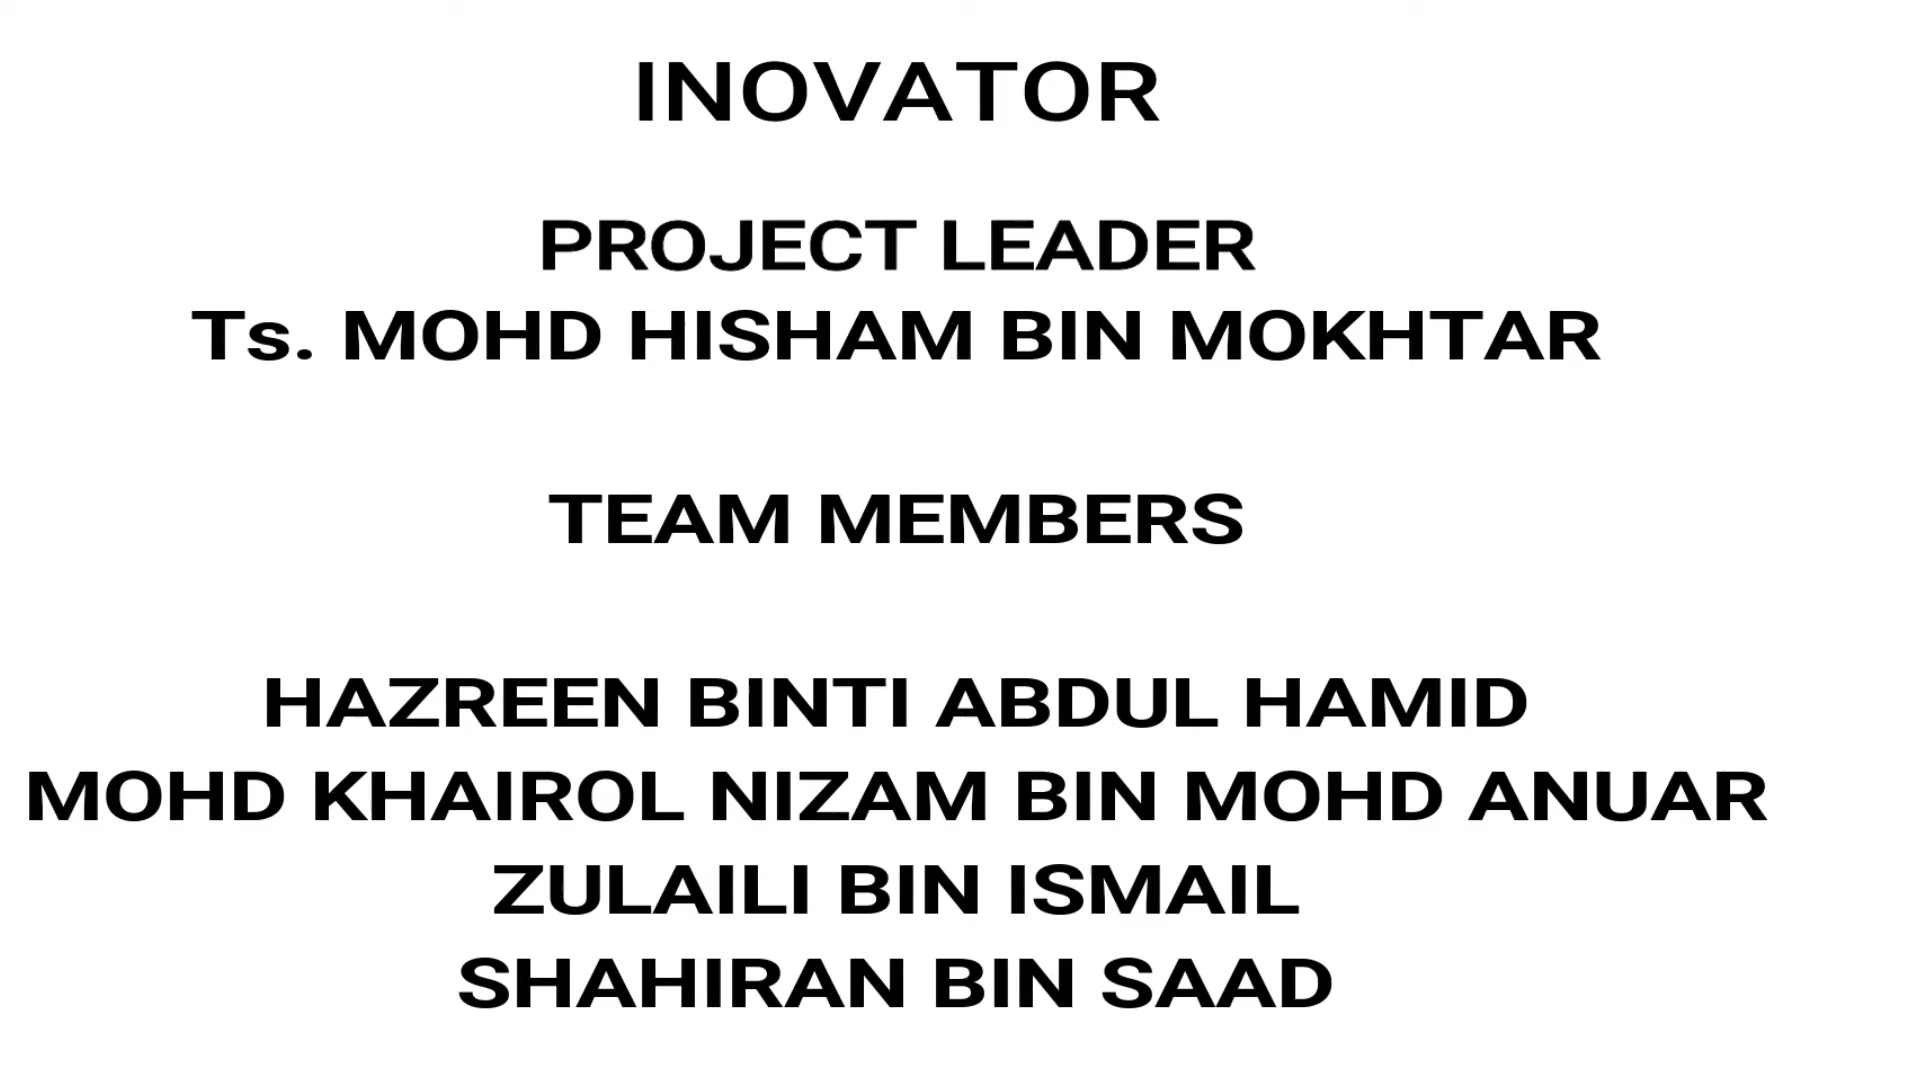 INOVATOR
PROJECT LEADER
Ts. MOHD HISHAM BIN MOKHTAR
TEAM MEMBERS
HAZREEN BINTI ABDUL HAMID
MOHD KHAIROL NIZAM BIN MOHD ANUAR
ZULAILI BIN ISMAIL
SHAHIRAN BIN SAAD